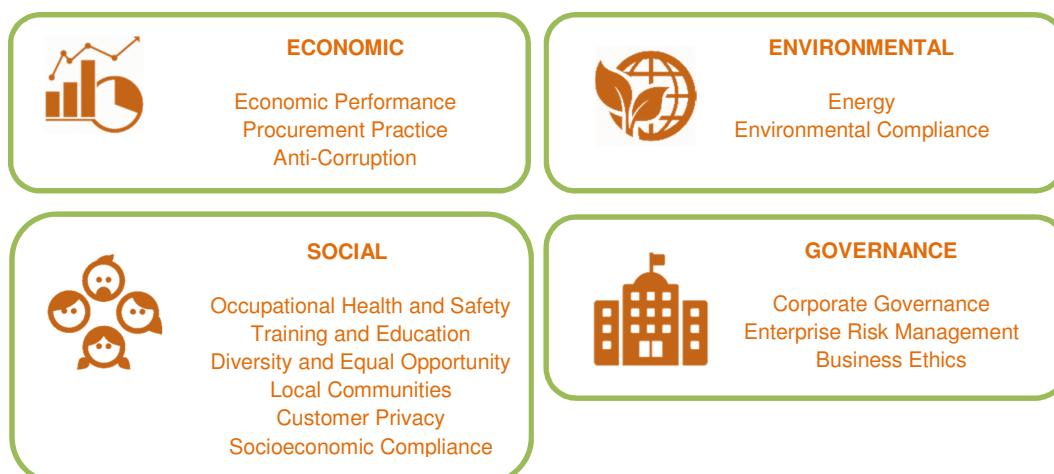 ECONOMIC
Economic Performance
Procurement Practice
Anti-Corruption
ENVIRONMENTAL
Energy
Environmental Compliance
SOCIAL
Occupational Health and Safety
Training and Education
Diversity and Equal Opportunity
Local Communities
Customer Privacy
Socioeconomic Compliance
GOVERNANCE
Corporate Governance
Enterprise Risk Management
Business Ethics